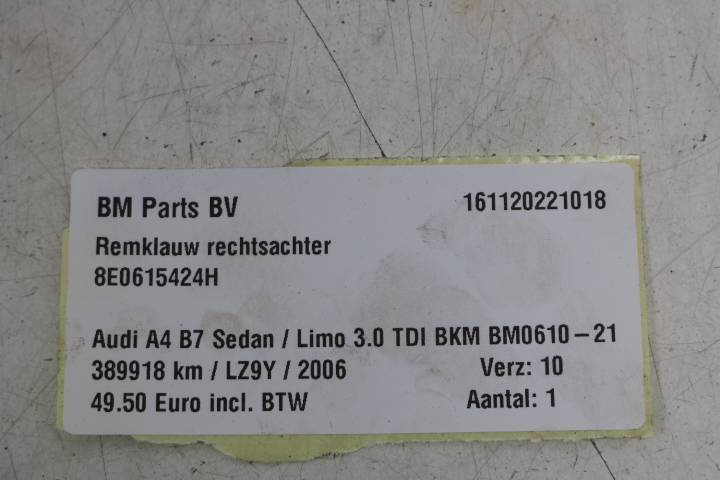 BM Parts BV 161120221018
Remklauw rechtsachter
8E0615424H
Audi A4 B7 Sedan / Limo 3.0 TDI BKM BM0610-21
389918 km / LZ9Y / 2006 Verz: 10
49.50 Euro incl. BTW Aantal: 1